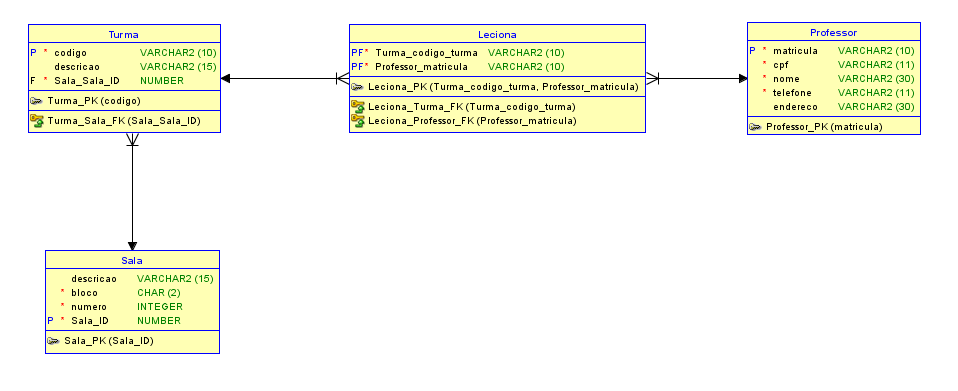 Turma
P * codigo VARCHAR2 (10)
descricao VARCHAR2 (15)
F * Sala_Sala_ID NUMBER
Turma_PK (codigo)
Turma_Sala_FK (Sala_Sala_ID)
Leciona
PF* Turma_codigo_turma VARCHAR2 (10)
PF* Professor_matricula VARCHAR2 (10)
Leciona_PK (Turma_codigo_turma, Professor_matricula)
Leciona_Turma_FK (Turma_codigo_turma)
Leciona_Professor_FK (Professor_matricula)
Professor
P * matricula VARCHAR2 (10)
* cpf VARCHAR2 (11)
* nome VARCHAR2 (30)
* telefone VARCHAR2 (11)
endereco VARCHAR2 (30)
Professor_PK (matricula)
Sala
descricao VARCHAR2 (15)
* bloco CHAR (2)
* numero INTEGER
P * Sala_ID NUMBER
Sala_PK (Sala_ID)